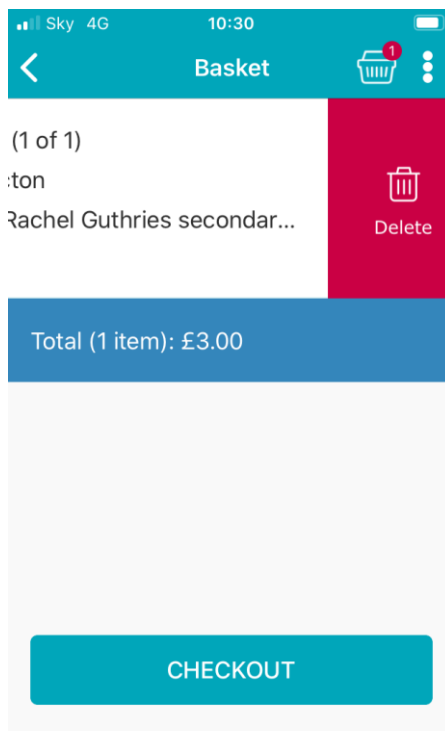 Sky 4G 10:30
Basket 1
(1 of 1)
ton
Rachel Guthries secondar...
Delete
Total (1 item): £3.00
CHECKOUT